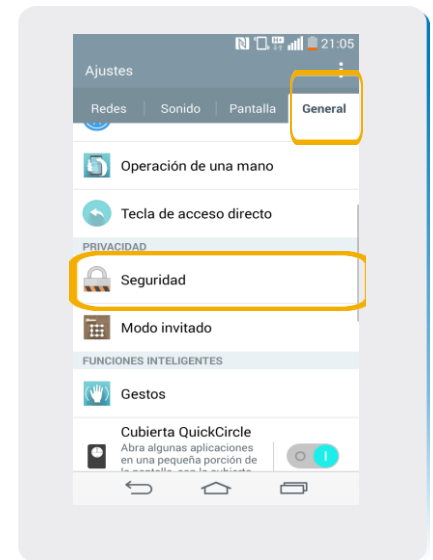 21:05
Ajustes
Redes Sonido Pantalla General
Operación de una mano
Tecla de acceso directo
PRIVACIDAD
Seguridad
Modo invitado
FUNCIONES INTELIGENTES
Gestos
Cubierta QuickCircle
Abra algunas aplicaciones
en una pequeña porción de